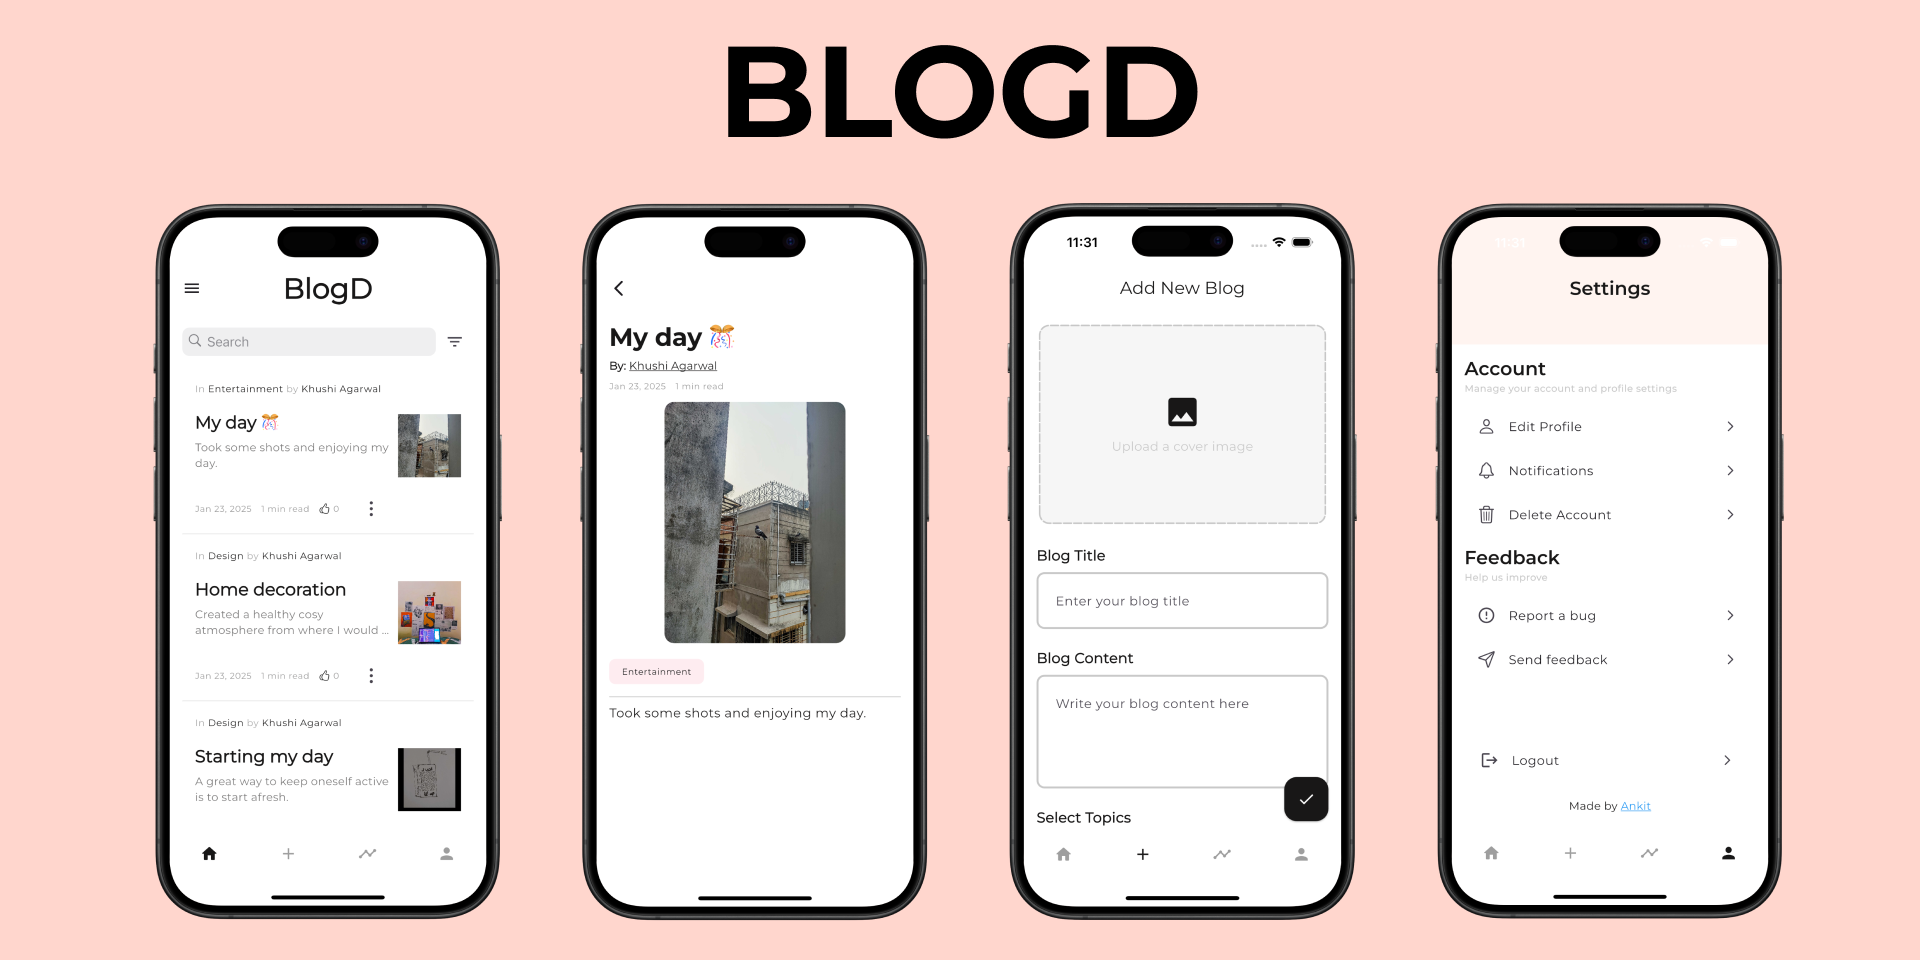 BLOGD
BlogD
Search
In Entertainment by Khushi Agarwal
My day 🎊
Took some shots and enjoying my
day.
Jan 23, 2025 1 min read 0
In Design by Khushi Agarwal
Home decoration
Created a healthy cosy
atmosphere from where I would ...
Jan 23, 2025 1 min read 0
In Design by Khushi Agarwal
Starting my day
A great way to keep oneself active
is to start afresh.
My day 🎊
By: Khushi Agarwal
Jan 23, 2025 1 min read
Entertainment
Took some shots and enjoying my day.
11:31
Add New Blog
Upload a cover image
Blog Title
Enter your blog title
Blog Content
Write your blog content here
Select Topics
11:31
Settings
Account
Manage your account and profile settings
Edit Profile
Notifications
Delete Account
Feedback
Help us improve
Report a bug
Send feedback
Logout
Made by Ankit